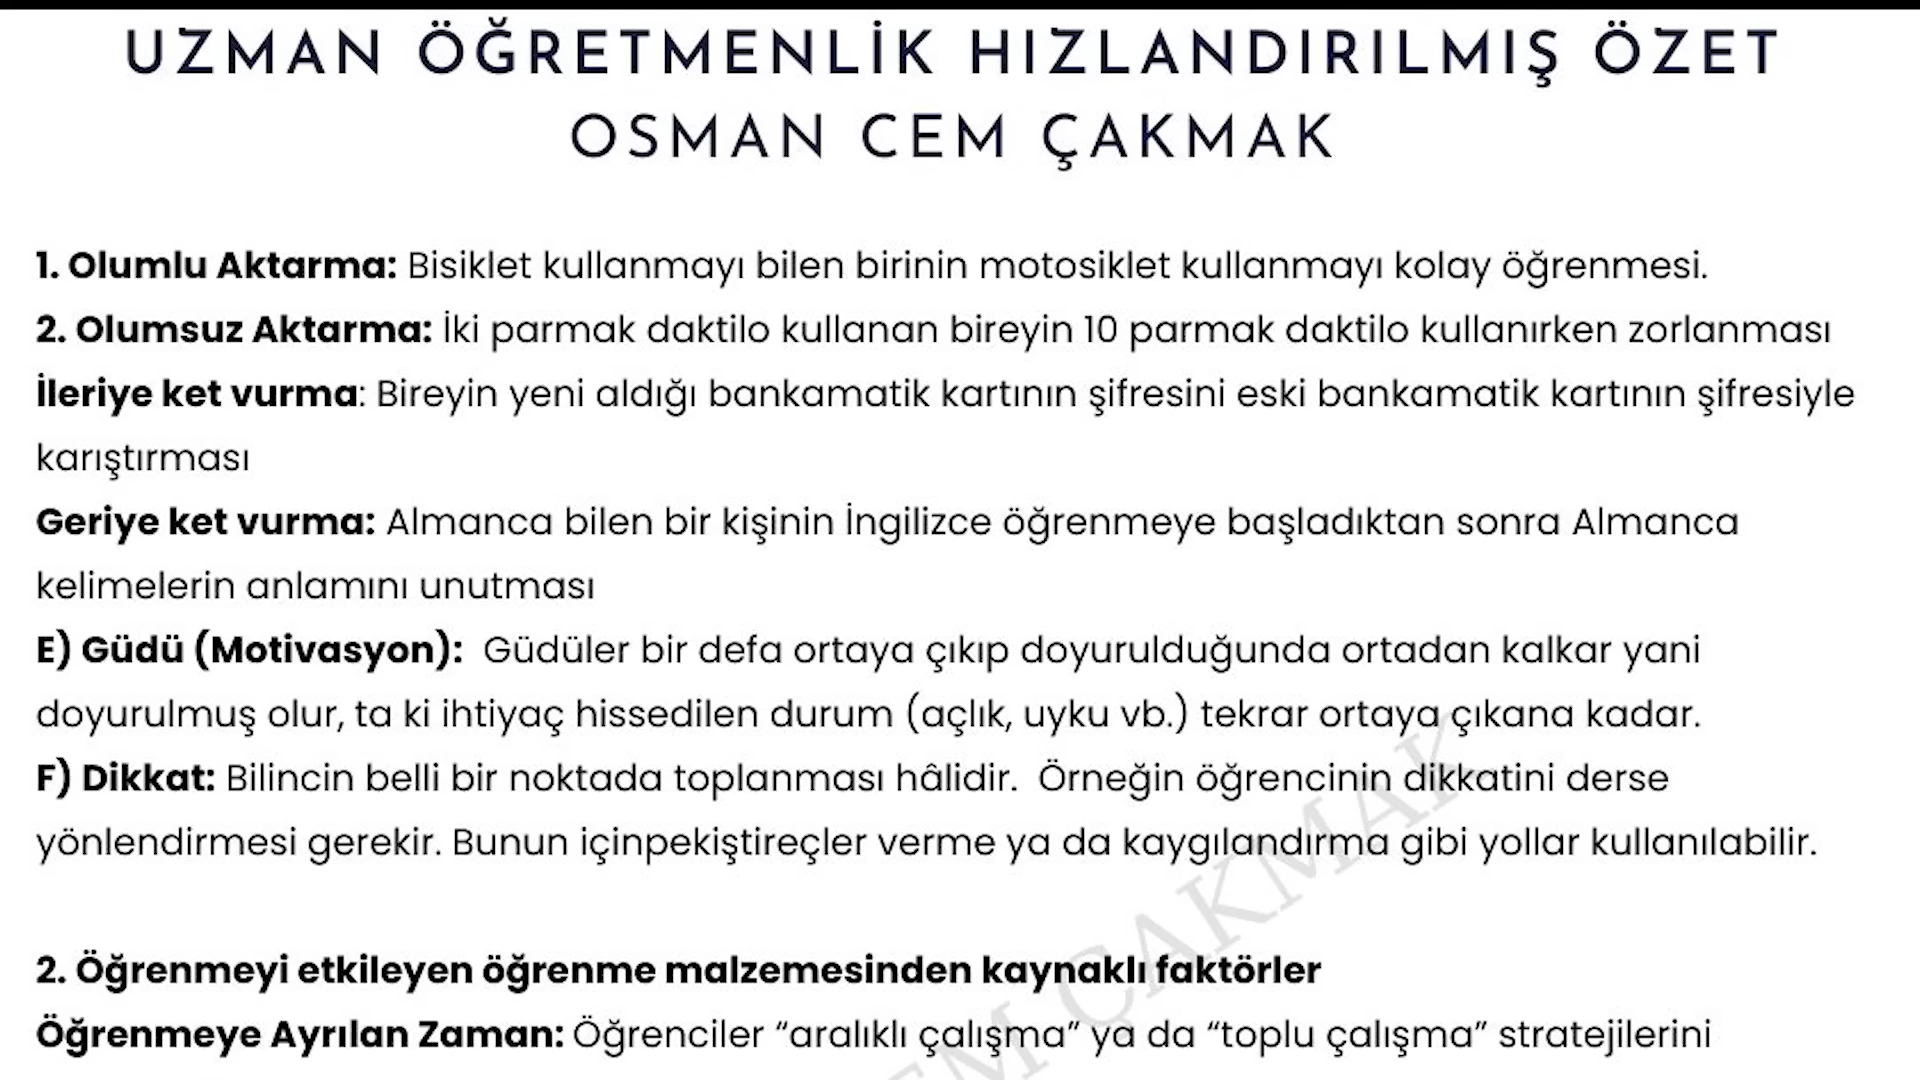 UZMAN ÖĞRETMENLİK HIZLANDIRILMIŞ ÖZET
OSMAN CEM ÇAKMAK
1. Olumlu Aktarma: Bisiklet kullanmayı bilen birinin motosiklet kullanmayı kolay öğrenmesi.
2. Olumsuz Aktarma: İki parmak daktilo kullanan bireyin 10 parmak daktilo kullanırken zorlanması
İleriye ket vurma: Bireyin yeni aldığı bankamatik kartının şifresini eski bankamatik kartının şifresiyle
karıştırması
Geriye ket vurma: Almanca bilen bir kişinin İngilizce öğrenmeye başladıktan sonra Almanca
kelimelerin anlamını unutması
E) Güdü (Motivasyon): Güdüler bir defa ortaya çıkıp doyurulduğunda ortadan kalkar yani
doyurulmuş olur, ta ki ihtiyaç hissedilen durum (açlık, uyku vb.) tekrar ortaya çıkana kadar.
F) Dikkat: Bilincin belli bir noktada toplanması hâlidir. Örneğin öğrencinin dikkatini derse
yönlendirmesi gerekir. Bunun içinpekiştireçler verme ya da kaygılandırma gibi yollar kullanılabilir.
2. Öğrenmeyi etkileyen öğrenme malzemesinden kaynaklı faktörler
Öğrenmeye Ayrılan Zaman: Öğrenciler “aralıklı çalışma” ya da “toplu çalışma” stratejilerini
EM ÇAKMAK